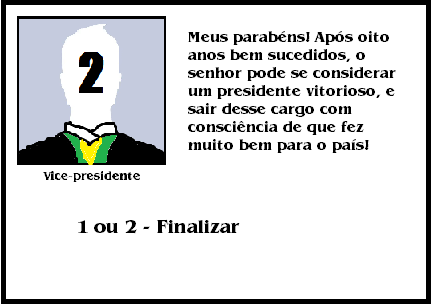 2
Vice-presidente
Meus parabéns! Após oito
anos bem sucedidos, o
senhor pode se considerar
um presidente vitorioso, e
sair desse cargo com
consciência de que fez
muito bem para o país!
1 ou 2 - Finalizar